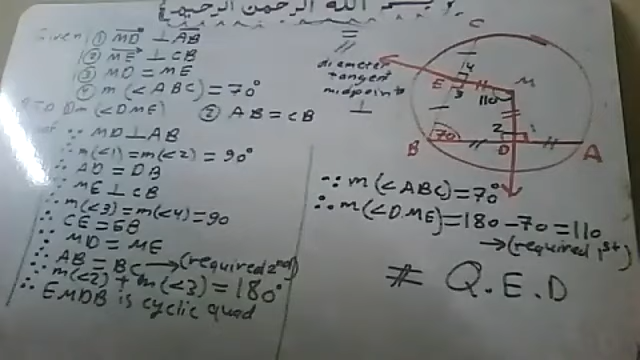 بسم الله الرحمن الرحيم
Given: ① MD ⊥ AB
② ME ⊥ CB
③ MD = ME
④ m(<ABC) = 70°
R.T.D ① m(<DME) ② AB = CB
∵ MD ⊥ AB
∴ m(<1) = m(<2) = 90°
∴ AD = DB
∵ ME ⊥ CB
∴ m(<3) = m(<4) = 90
∴ CE = EB
∵ MD = ME
∴ AB = BC → (required 2nd)
∵ m(<2) + m(<3) = 180°
∴ EMDB is cyclic quad
diameter
tangent
midpoint
⊥
C
E
4
3
M
110
70
2
1
B
D
A
∵ m(<ABC) = 70°
∴ m(<DME) = 180 - 70 = 110
→ (required 1st)
# Q.E.D